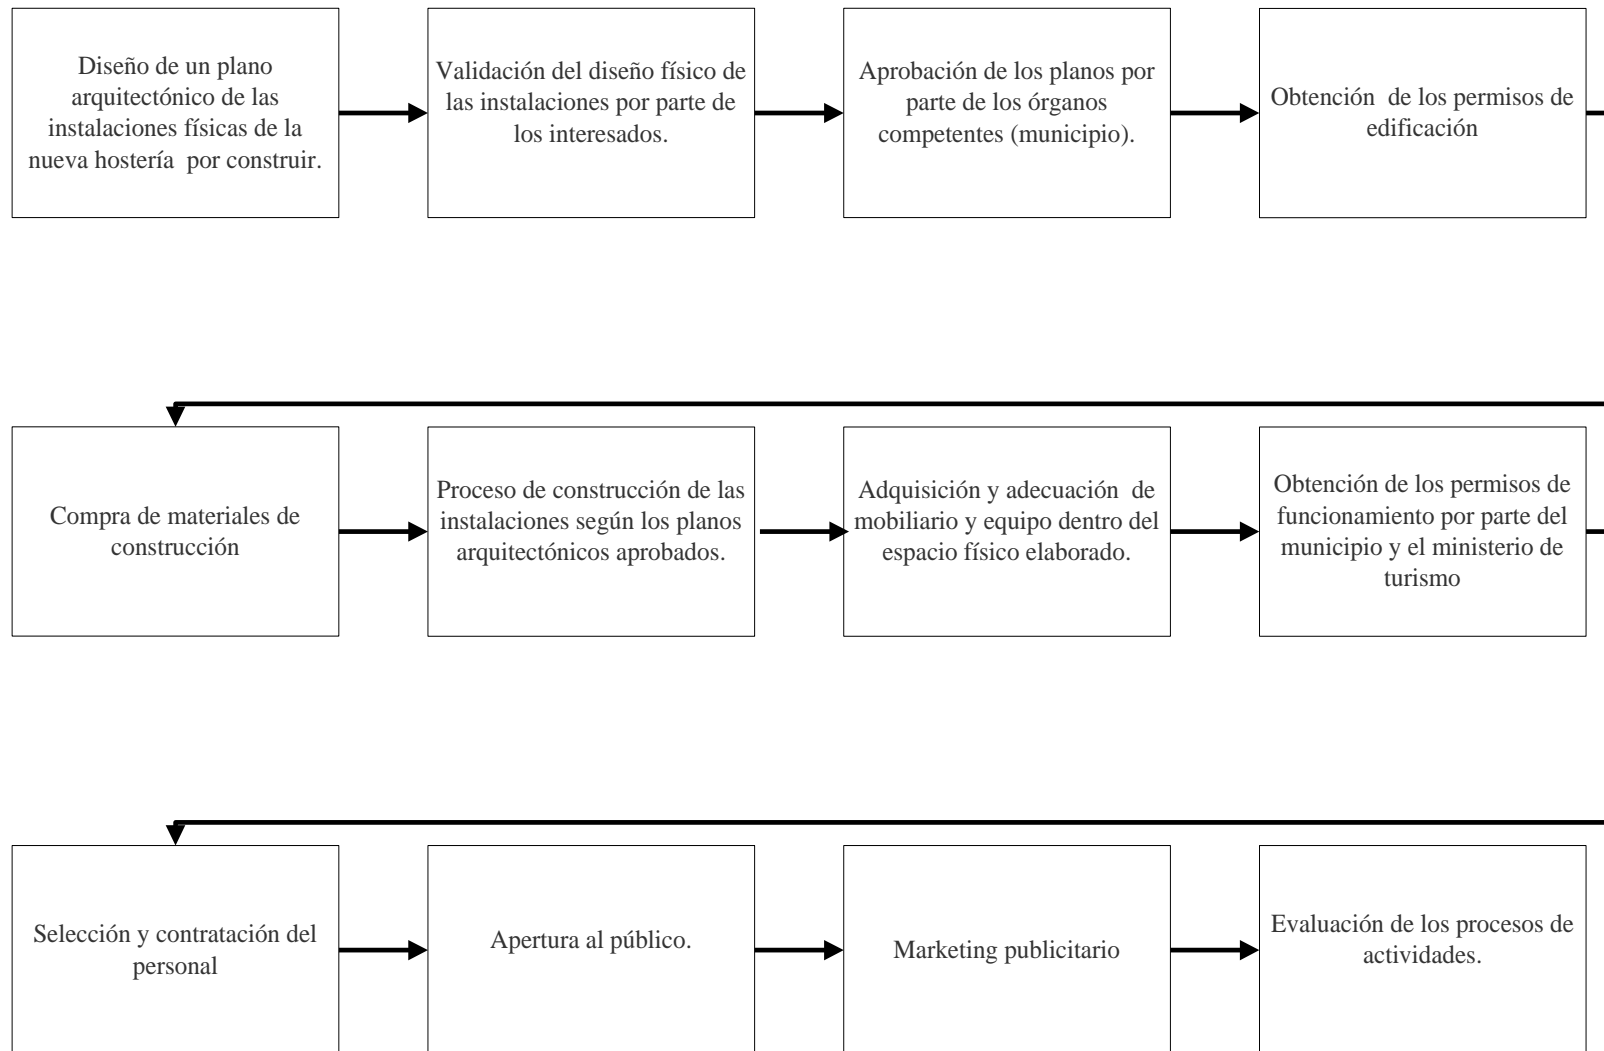 Diseño de un plano
arquitectónico de las
instalaciones físicas de la
nueva hostería  por construir.
Validación del diseño físico de
las instalaciones por parte de
los interesados.
Aprobación de los planos por
parte de los órganos
competentes (municipio).
Obtención  de los permisos de
edificación
Compra de materiales de
construcción
Proceso de construcción de las
instalaciones según los planos
arquitectónicos aprobados.
Adquisición y adecuación  de
mobiliario y equipo dentro del
espacio físico elaborado.
Obtención de los permisos de
funcionamiento por parte del
municipio y el ministerio de
turismo
Selección y contratación del
personal
Apertura al público.
Marketing publicitario
Evaluación de los procesos de
actividades.